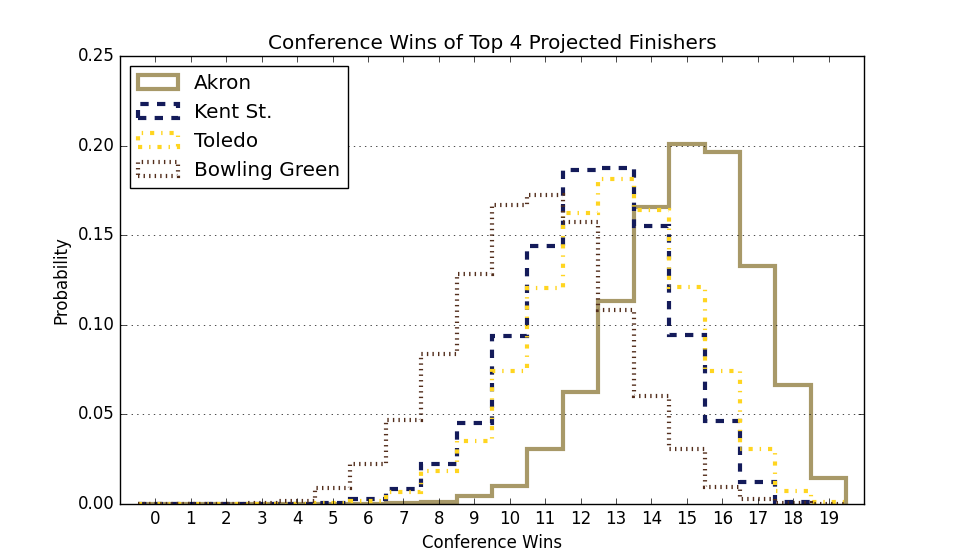 Conference Wins of Top 4 Projected Finishers
0.25
0.20
0.15
0.10
0.05
0.00
Probability
Akron
Kent St.
Toledo
Bowling Green
0 1 2 3 4 5 6 7 8 9 10 11 12 13 14 15 16 17 18 19
Conference Wins